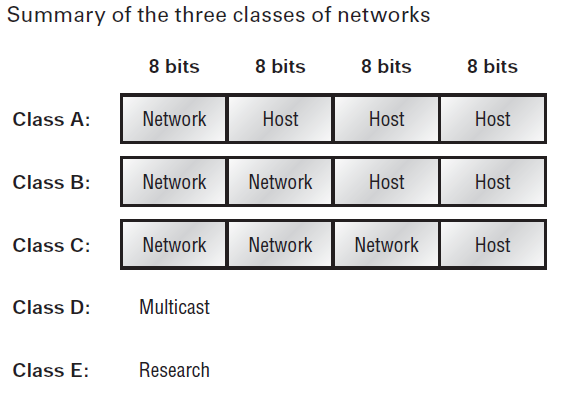 Summary of the three classes of networks
8 bits 8 bits 8 bits 8 bits
Class A: Network Host Host Host
Class B: Network Network Host Host
Class C: Network Network Network Host
Class D: Multicast
Class E: Research